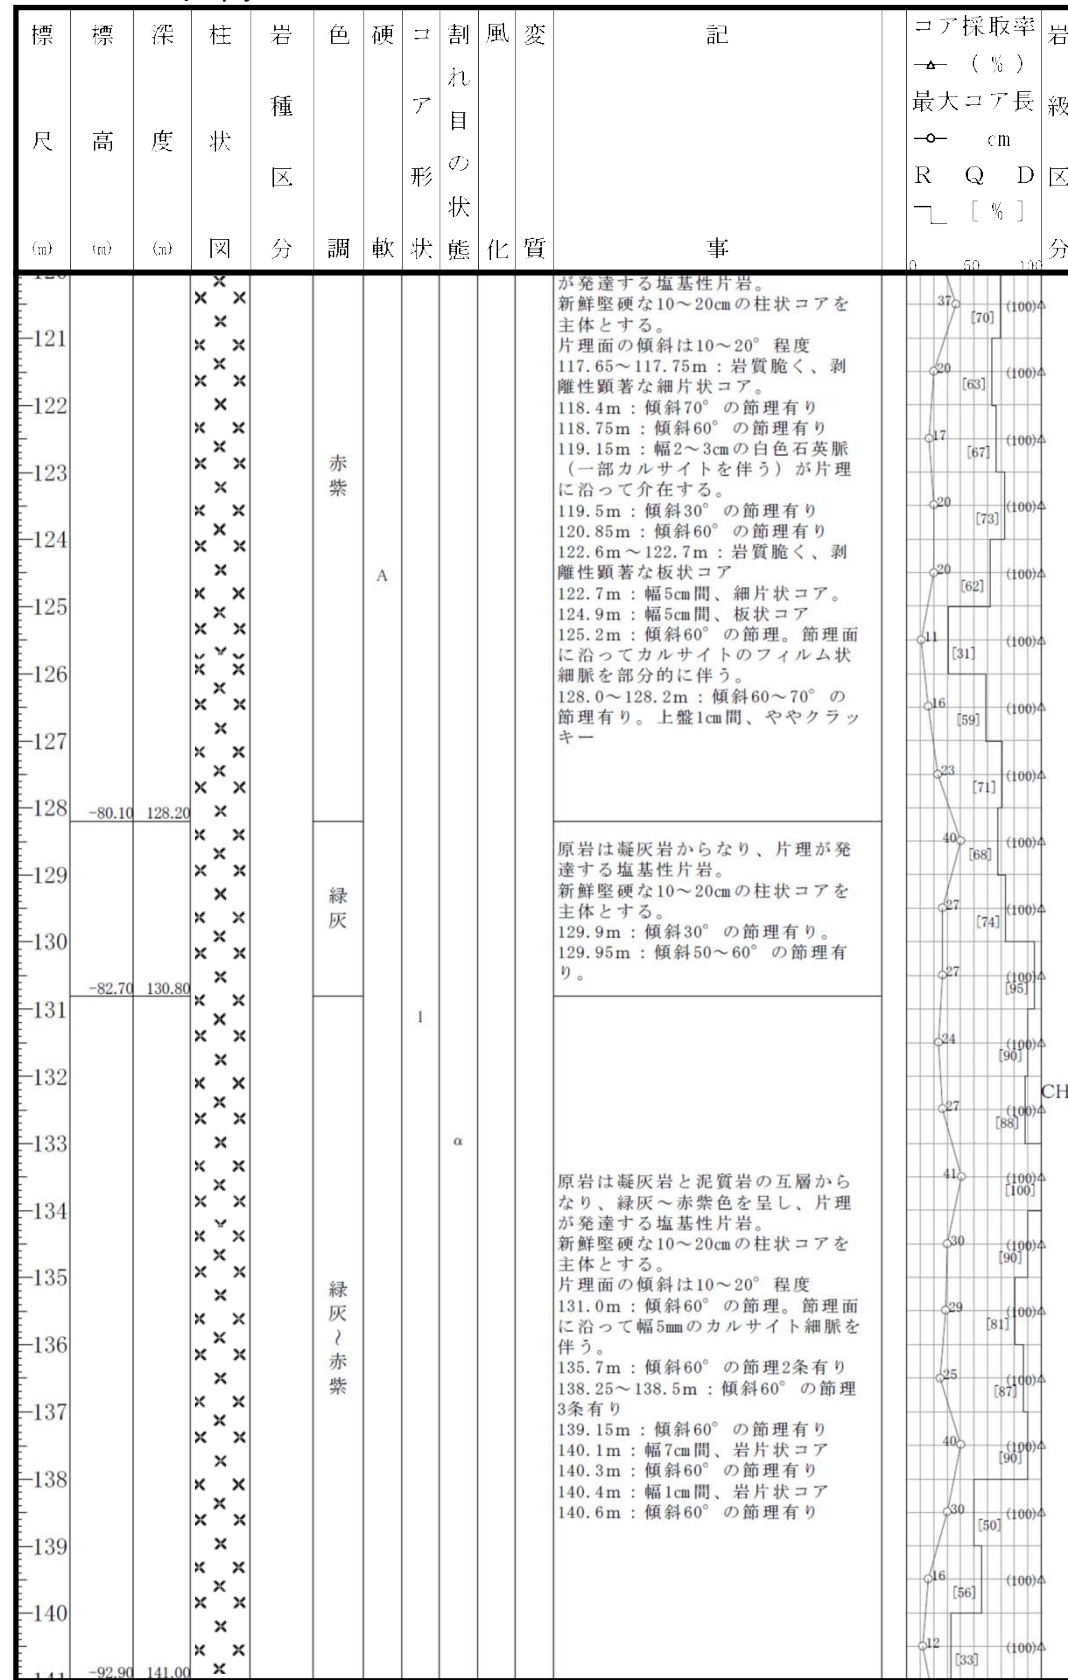 標尺(m)
標高(m)
深度(m)
柱状図
岩種区分
色調
硬軟
コア形状
割れ目の状態
風化
変質
記事
コア採取率
(%)
最大コア長
cm
RQD
[%]
0 50 100
岩級区分
が発達する塩基性片岩。
新鮮堅硬な10～20㎝の柱状コアを
主体とする。
片理面の傾斜は10～20°程度
117.65～117.75m：岩質脆く、剥
離性顕著な細片状コア。
118.4m：傾斜70°の節理有り
118.75m：傾斜60°の節理有り
119.15m：幅2～3㎝の白色石英脈
（一部カルサイトを伴う）が片理
に沿って介在する。
119.5m：傾斜30°の節理有り
120.85m：傾斜60°の節理有り
122.6m～122.7m：岩質脆く、剥
離性顕著な板状コア
122.7m：幅5㎝間、細片状コア。
124.9m：幅5㎝間、板状コア
125.2m：傾斜60°の節理。節理面
に沿ってカルサイトのフィルム状
細脈を部分的に伴う。
128.0～128.2m：傾斜60～70°の
節理有り。上盤1㎝間、ややクラッ
キー
赤紫
A
-80.10 128.20
原岩は凝灰岩からなり、片理が発
達する塩基性片岩。
新鮮堅硬な10～20㎝の柱状コアを
主体とする。
129.9m：傾斜30°の節理有り。
129.95m：傾斜50～60°の節理有
り。
緑灰
-82.70 130.80
I
α
原岩は凝灰岩と泥質岩の互層から
なり、緑灰～赤紫色を呈し、片理
が発達する塩基性片岩。
新鮮堅硬な10～20㎝の柱状コアを
主体とする。
片理面の傾斜は10～20°程度
131.0m：傾斜60°の節理。節理面
に沿って幅5㎜のカルサイト細脈を
伴う。
135.7m：傾斜60°の節理2条有り
138.25～138.5m：傾斜60°の節理
3条有り
139.15m：傾斜60°の節理有り
140.1m：幅7㎝間、岩片状コア
140.3m：傾斜60°の節理有り
140.4m：幅1㎝間、岩片状コア
140.6m：傾斜60°の節理有り
緑灰～赤紫
-92.90 141.00
121
122
123
124
125
126
127
128
129
130
131
132
133
134
135
136
137
138
139
140
37 [70] (100)
20 [63] (100)
17 [67] (100)
20 [73] (100)
20 [62] (100)
11 [31] (100)
16 [59] (100)
23 [71] (100)
40 [68] (100)
27 [74] (100)
27 [95] (100)
24 [90] (100)
27 [88] (100)
41 [100] (100)
30 [90] (100)
29 [81] (100)
25 [87] (100)
40 [90] (100)
30 [50] (100)
16 [56] (100)
12 [33] (100)
CH